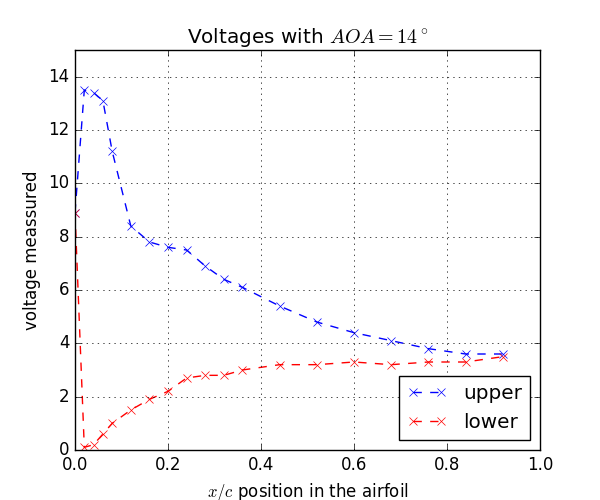 Voltages with AOA = 14°
voltage meassured
14
12
10
8
6
4
2
0
0.0 0.2 0.4 0.6 0.8 1.0
x/c position in the airfoil
upper
lower